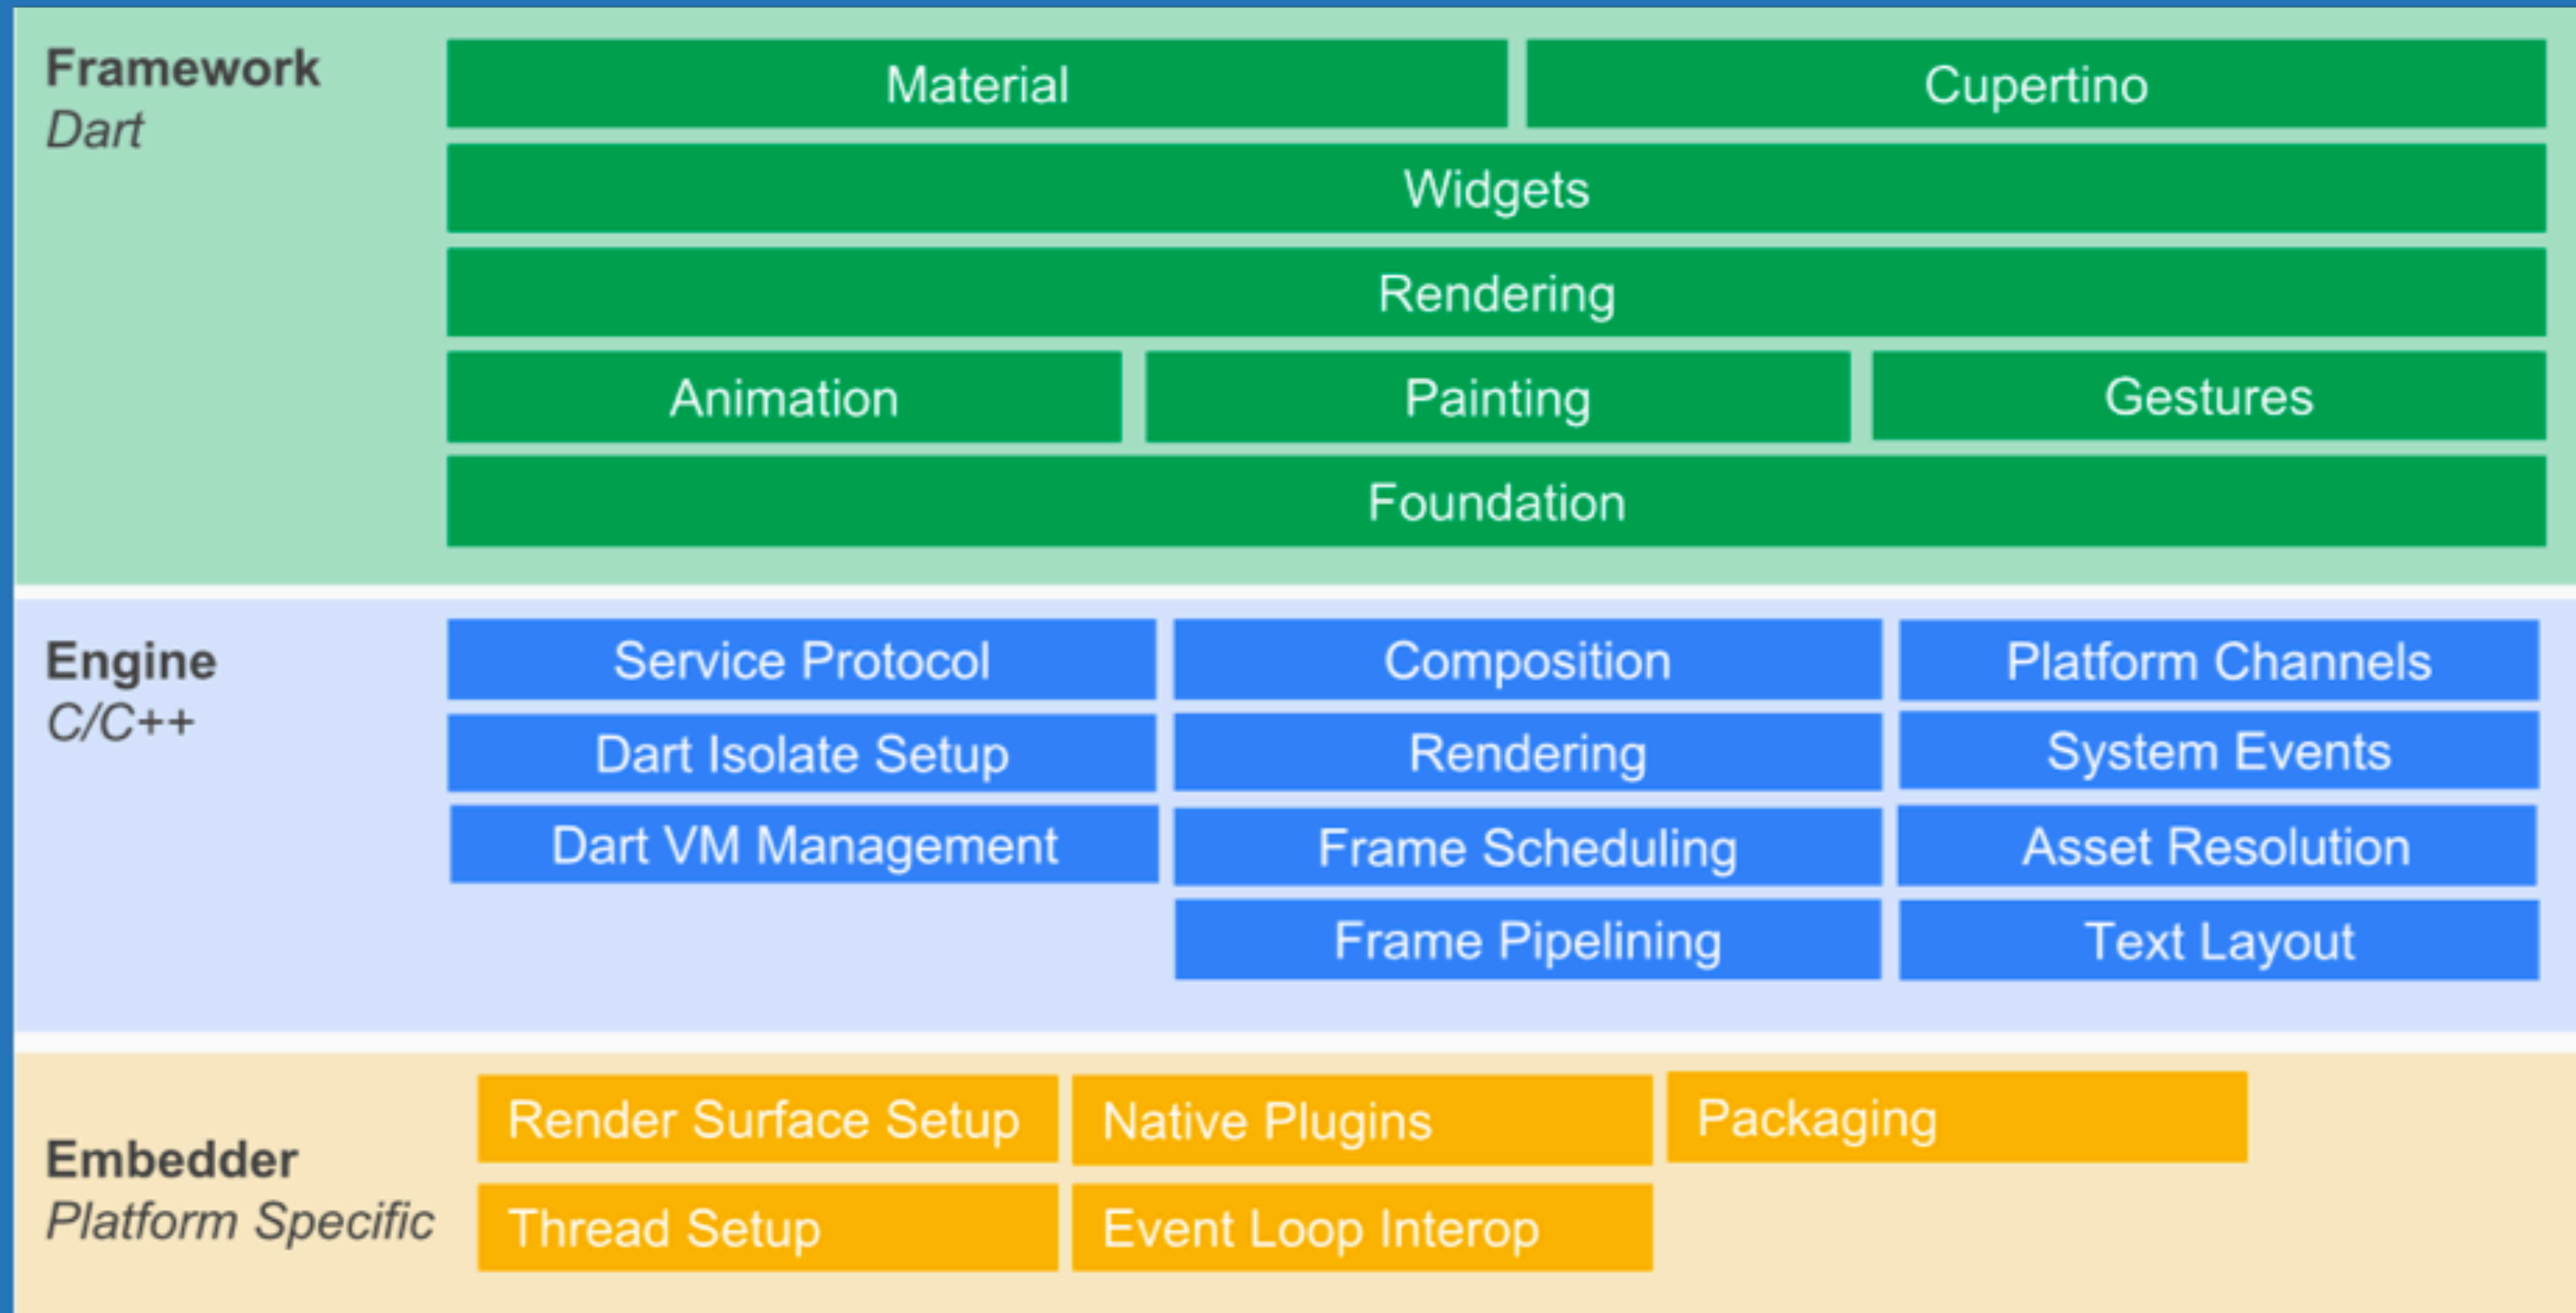 Framework
Dart
Material
Cupertino
Widgets
Rendering
Animation
Painting
Gestures
Foundation
Engine
C/C++
Service Protocol
Composition
Platform Channels
Dart Isolate Setup
Rendering
System Events
Dart VM Management
Frame Scheduling
Asset Resolution
Frame Pipelining
Text Layout
Embedder
Platform Specific
Render Surface Setup
Native Plugins
Packaging
Thread Setup
Event Loop Interop